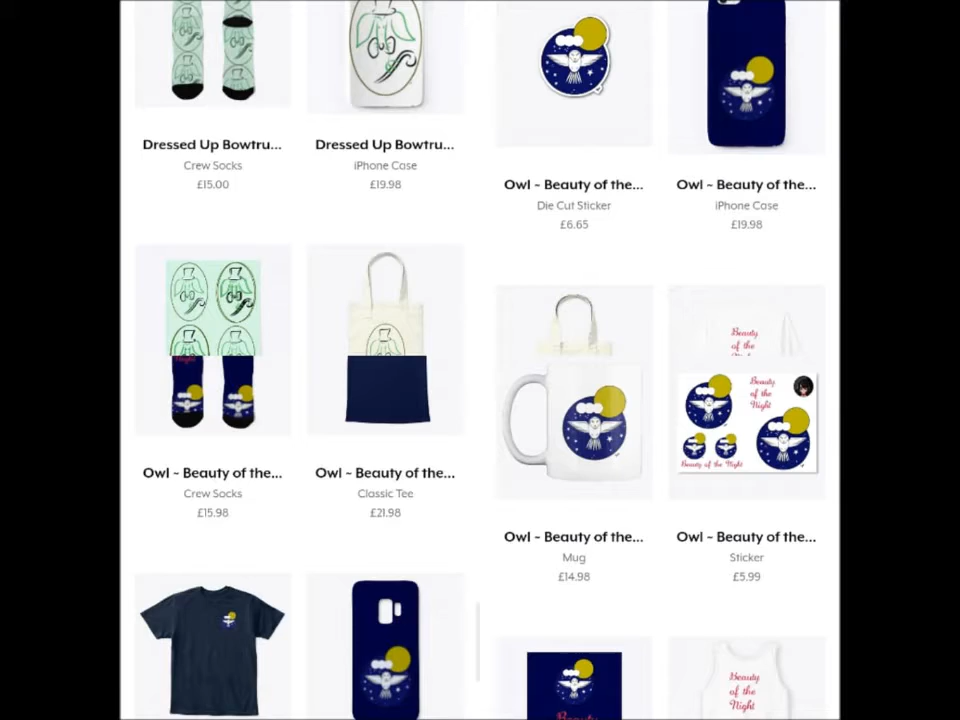 Dressed Up Bowtru...
Crew Socks
£15.00
Dressed Up Bowtru...
iPhone Case
£19.98
Owl ~ Beauty of the...
Die Cut Sticker
£6.65
Owl ~ Beauty of the...
iPhone Case
£19.98
Night
Beauty
of the
Beauty
of the
Night
Beauty of the Night
Owl ~ Beauty of the...
Crew Socks
£15.98
Owl ~ Beauty of the...
Classic Tee
£21.98
Owl ~ Beauty of the...
Mug
£14.98
Owl ~ Beauty of the...
Sticker
£5.99
Beauty
Beauty
of the
Night